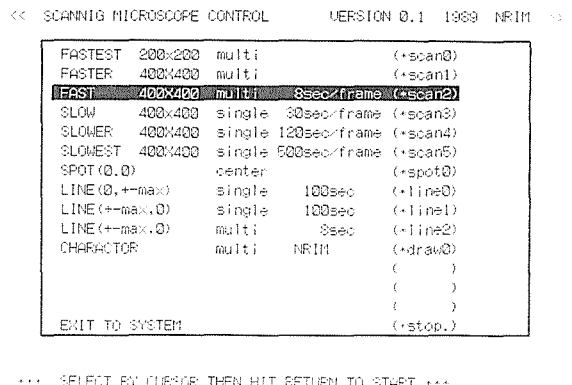 << SCANNIG MICROSCOPE CONTROL VERSION 0.1 1989 NRIM >>
FASTEST 200×200 multi (*scan0)
FASTER 400X400 multi (*scan1)
FAST 400X400 multi 8sec/frame (*scan2)
SLOW 400x400 single 30sec/frame (*scan3)
SLOWER 400X400 single 120sec/frame (*scan4)
SLOWEST 400X400 single 500sec/frame (*scan5)
SPOT(0.0) center (*spot0)
LINE(0,+-max) single 100sec (*line0)
LINE(+-max,0) single 100sec (*line1)
LINE(+-max.0) multi 8sec (*line2)
CHARACTOR multi NRIM (*draw0)
( )
( )
( )
EXIT TO SYSTEM (*stop.)
*** SELECT BY CURSOR THEN HIT RETURN TO START ***